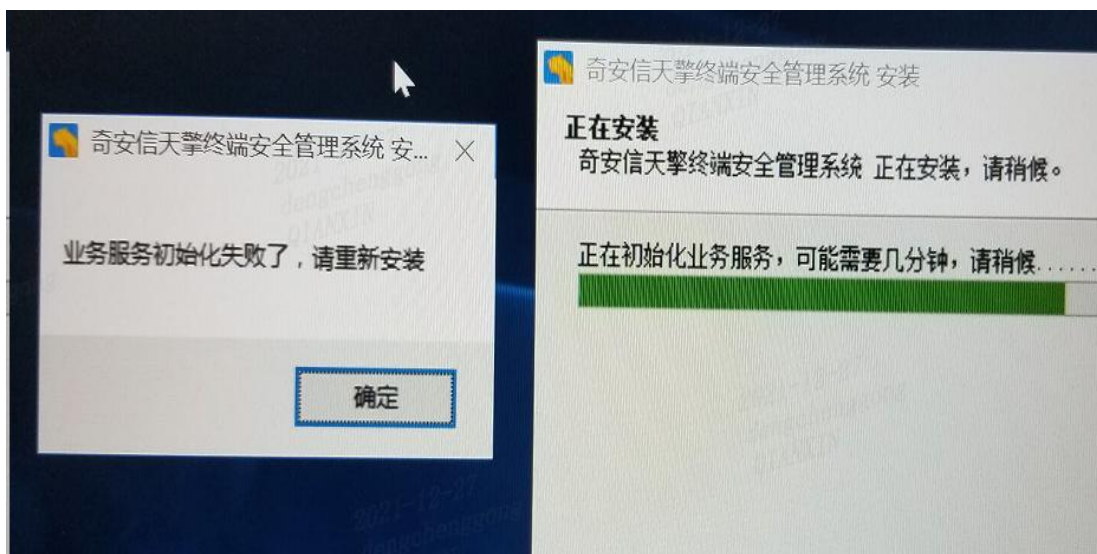 奇安信天擎终端安全管理系统 安...
业务服务初始化失败了，请重新安装
确定
奇安信天擎终端安全管理系统 安装
正在安装
奇安信天擎终端安全管理系统 正在安装，请稍候。
正在初始化业务服务，可能需要几分钟，请稍候......
2021-12-27
QIANXIN